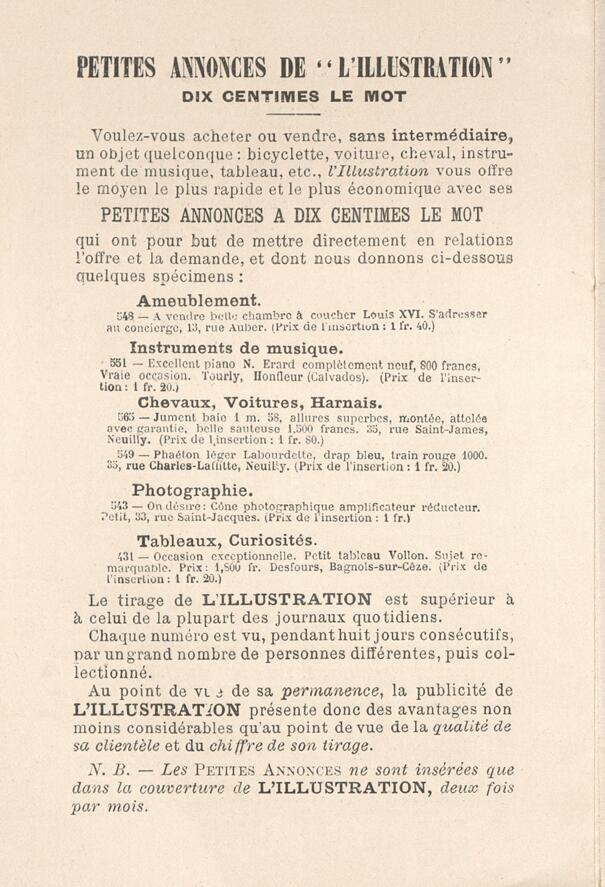 PETITES ANNONCES DE "L'ILLUSTRATION"
DIX CENTIMES LE MOT
Voulez-vous acheter ou vendre, sans intermédiaire,
un objet quelconque : bicyclette, voiture, cheval, instru-
ment de musique, tableau, etc., l'Illustration vous offre
le moyen le plus rapide et le plus économique avec ses
PETITES ANNONCES A DIX CENTIMES LE MOT
qui ont pour but de mettre directement en relations
l'offre et la demande, et dont nous donnons ci-dessous
quelques spécimens :
Ameublement.
548 — A vendre belle chambre à coucher Louis XVI. S'adresser
au concierge, 13, rue Auber. (Prix de l'insertion : 1 fr. 40.)
Instruments de musique.
551 — Excellent piano N. Erard complètement neuf, 800 francs,
Vraie occasion. Tourly, Honfleur (Calvados). (Prix de l'inser-
tion : 1 fr. 20.)
Chevaux, Voitures, Harnais.
565 — Jument baie 1 m. 58, allures superbes, montée, attelée
avec garantie, belle sauteuse 1,500 francs. 35, rue Saint-James,
Neuilly. (Prix de l'insertion : 1 fr. 80.)
549 — Phaéton léger Labourdette, drap bleu, train rouge 1000.
35, rue Charles-Laffitte, Neuilly. (Prix de l'insertion : 1 fr. 20.)
Photographie.
543 — On désire : Cône photographique amplificateur réducteur.
Petit, 33, rue Saint-Jacques. (Prix de l'insertion : 1 fr.)
Tableaux, Curiosités.
431 — Occasion exceptionnelle. Petit tableau Vollon. Sujet re-
marquable. Prix : 1,800 fr. Desfours, Bagnols-sur-Cèze. (Prix de
l'insertion : 1 fr. 20.)
Le tirage de L'ILLUSTRATION est supérieur à
à celui de la plupart des journaux quotidiens.
Chaque numéro est vu, pendant huit jours consécutifs,
par un grand nombre de personnes différentes, puis col-
lectionné.
Au point de vue de sa permanence, la publicité de
L'ILLUSTRATION présente donc des avantages non
moins considérables qu'au point de vue de la qualité de
sa clientèle et du chiffre de son tirage.
N. B. — Les PETITES ANNONCES ne sont insérées que
dans la couverture de L'ILLUSTRATION, deux fois
par mois.